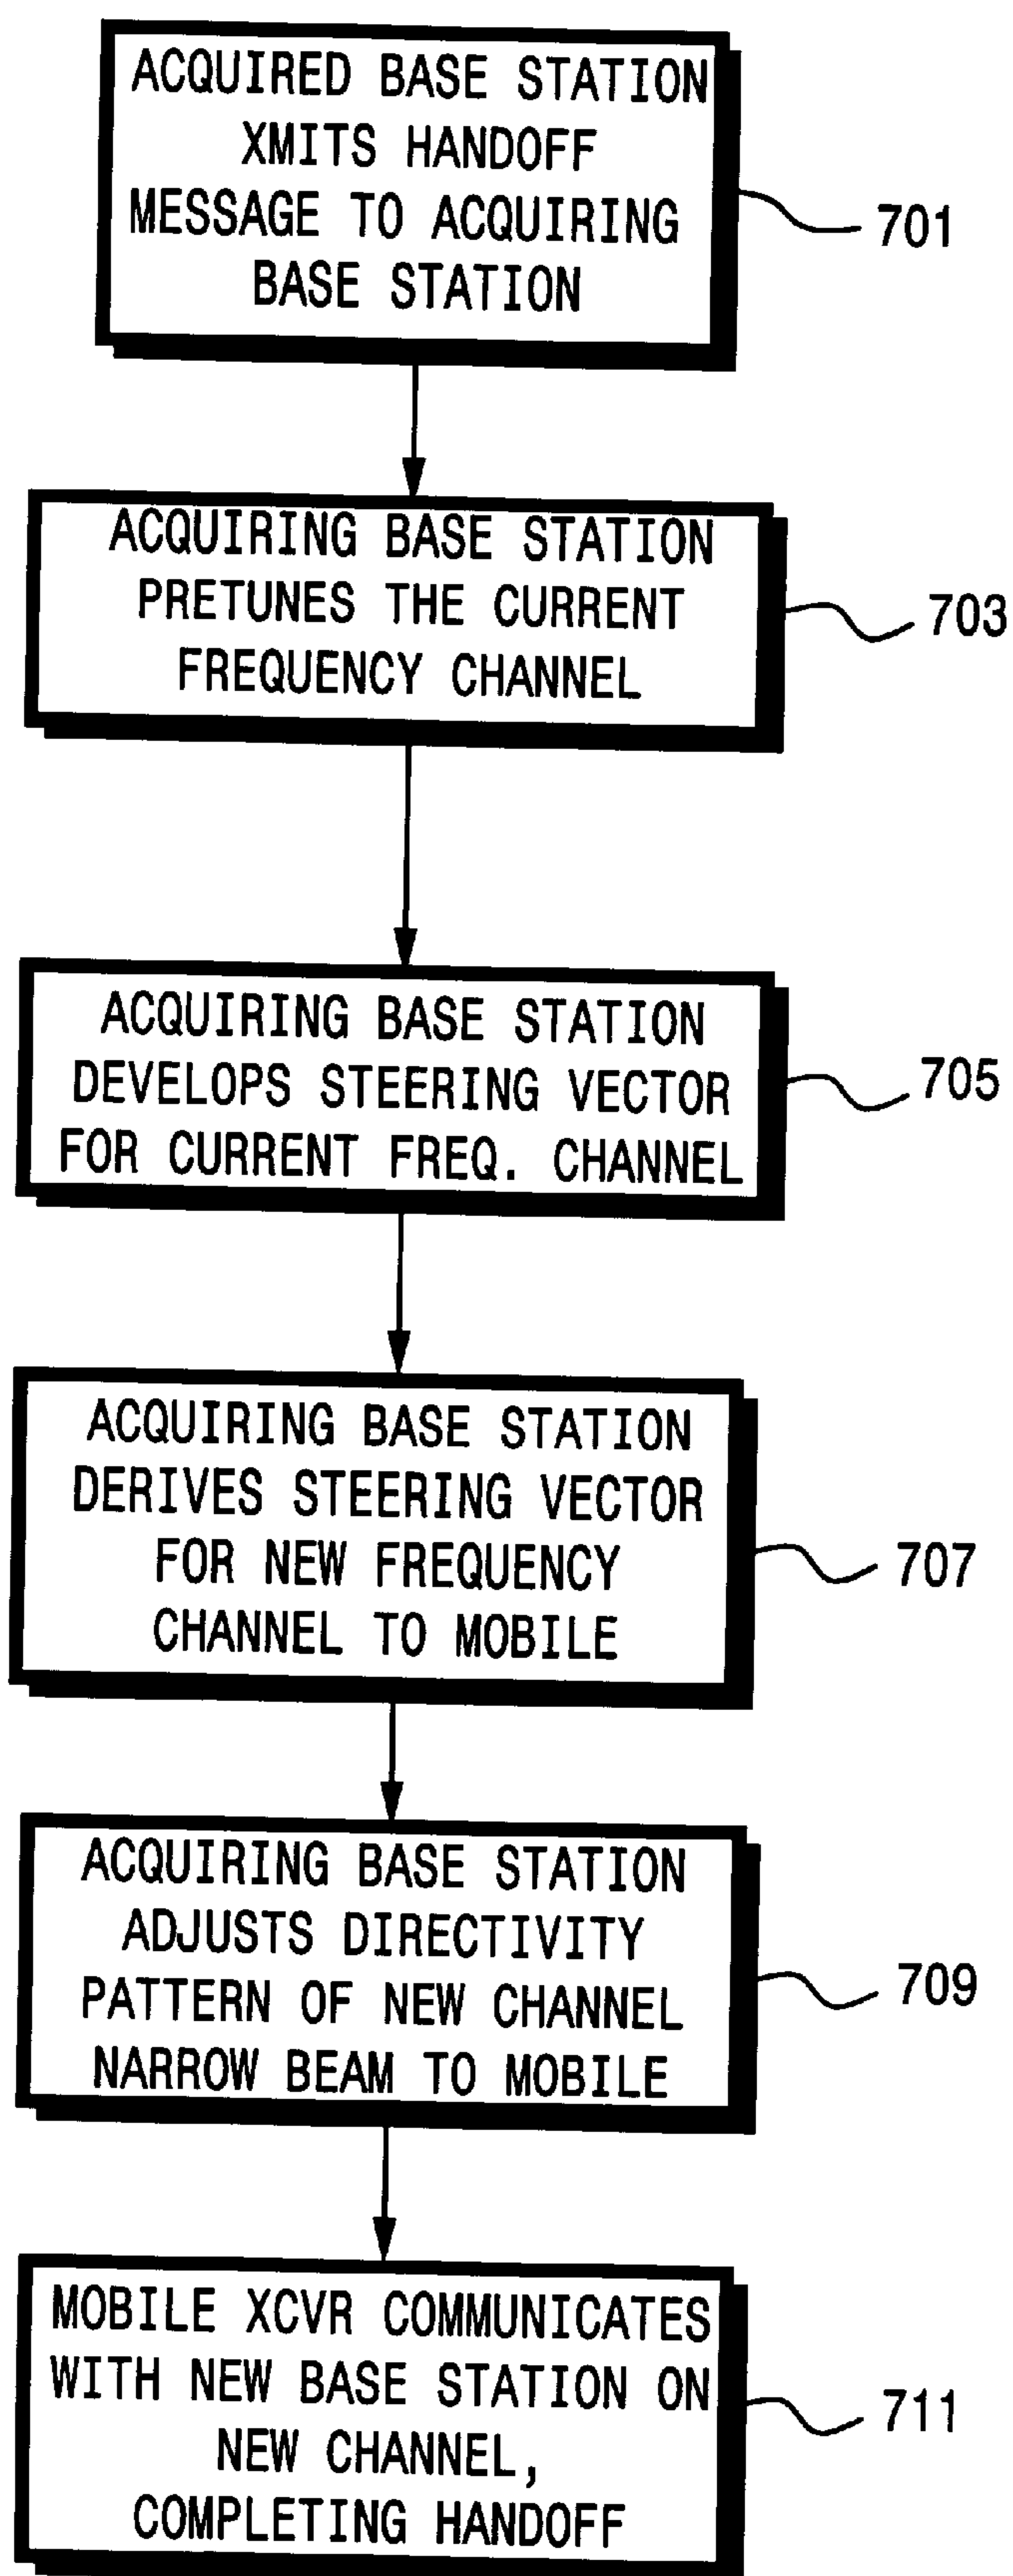 ACQUIRED BASE STATION
XMITS HANDOFF
MESSAGE TO ACQUIRING
BASE STATION
701
ACQUIRING BASE STATION
PRETUNES THE CURRENT
FREQUENCY CHANNEL
703
ACQUIRING BASE STATION
DEVELOPS STEERING VECTOR
FOR CURRENT FREQ. CHANNEL
705
ACQUIRING BASE STATION
DERIVES STEERING VECTOR
FOR NEW FREQUENCY
CHANNEL TO MOBILE
707
ACQUIRING BASE STATION
ADJUSTS DIRECTIVITY
PATTERN OF NEW CHANNEL
NARROW BEAM TO MOBILE
709
MOBILE XCVR COMMUNICATES
WITH NEW BASE STATION ON
NEW CHANNEL,
COMPLETING HANDOFF
711